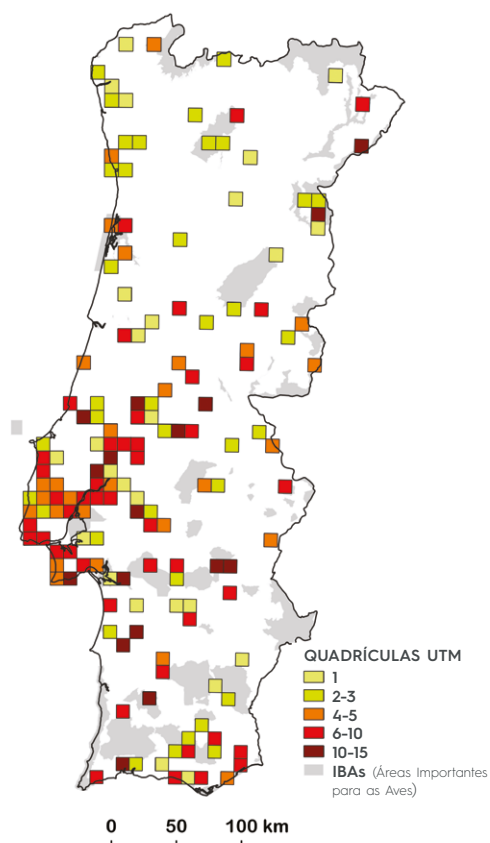 QUADRÍCULAS UTM
1
2-3
4-5
6-10
10-15
IBAs (Áreas Importantes
para as Aves)
0 50 100 km